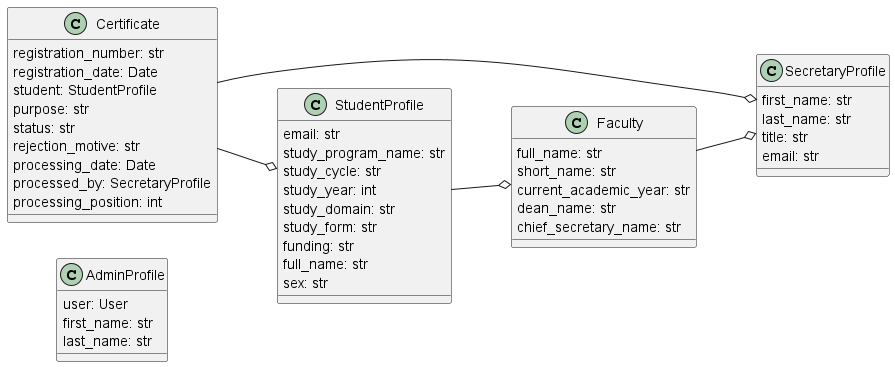 C Certificate
registration_number: str
registration_date: Date
student: StudentProfile
purpose: str
status: str
rejection_motive: str
processing_date: Date
processed_by: SecretaryProfile
processing_position: int
C AdminProfile
user: User
first_name: str
last_name: str
C StudentProfile
email: str
study_program_name: str
study_cycle: str
study_year: int
study_domain: str
study_form: str
funding: str
full_name: str
sex: str
C Faculty
full_name: str
short_name: str
current_academic_year: str
dean_name: str
chief_secretary_name: str
C SecretaryProfile
first_name: str
last_name: str
title: str
email: str